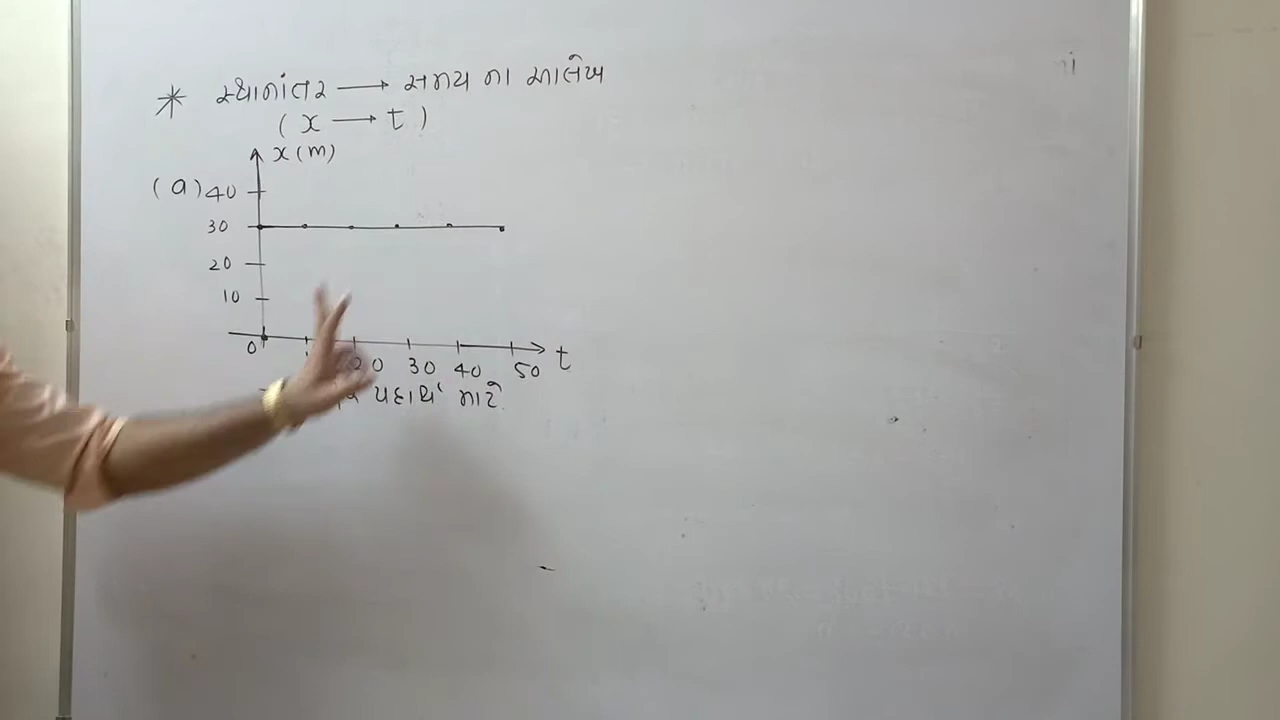 * સ્થાનાંતર → સમય ના આલેખ
( x → t )
x (m)
(a) 40
30
20
10
0 20 30 40 50 t
પદાર્થ માટે